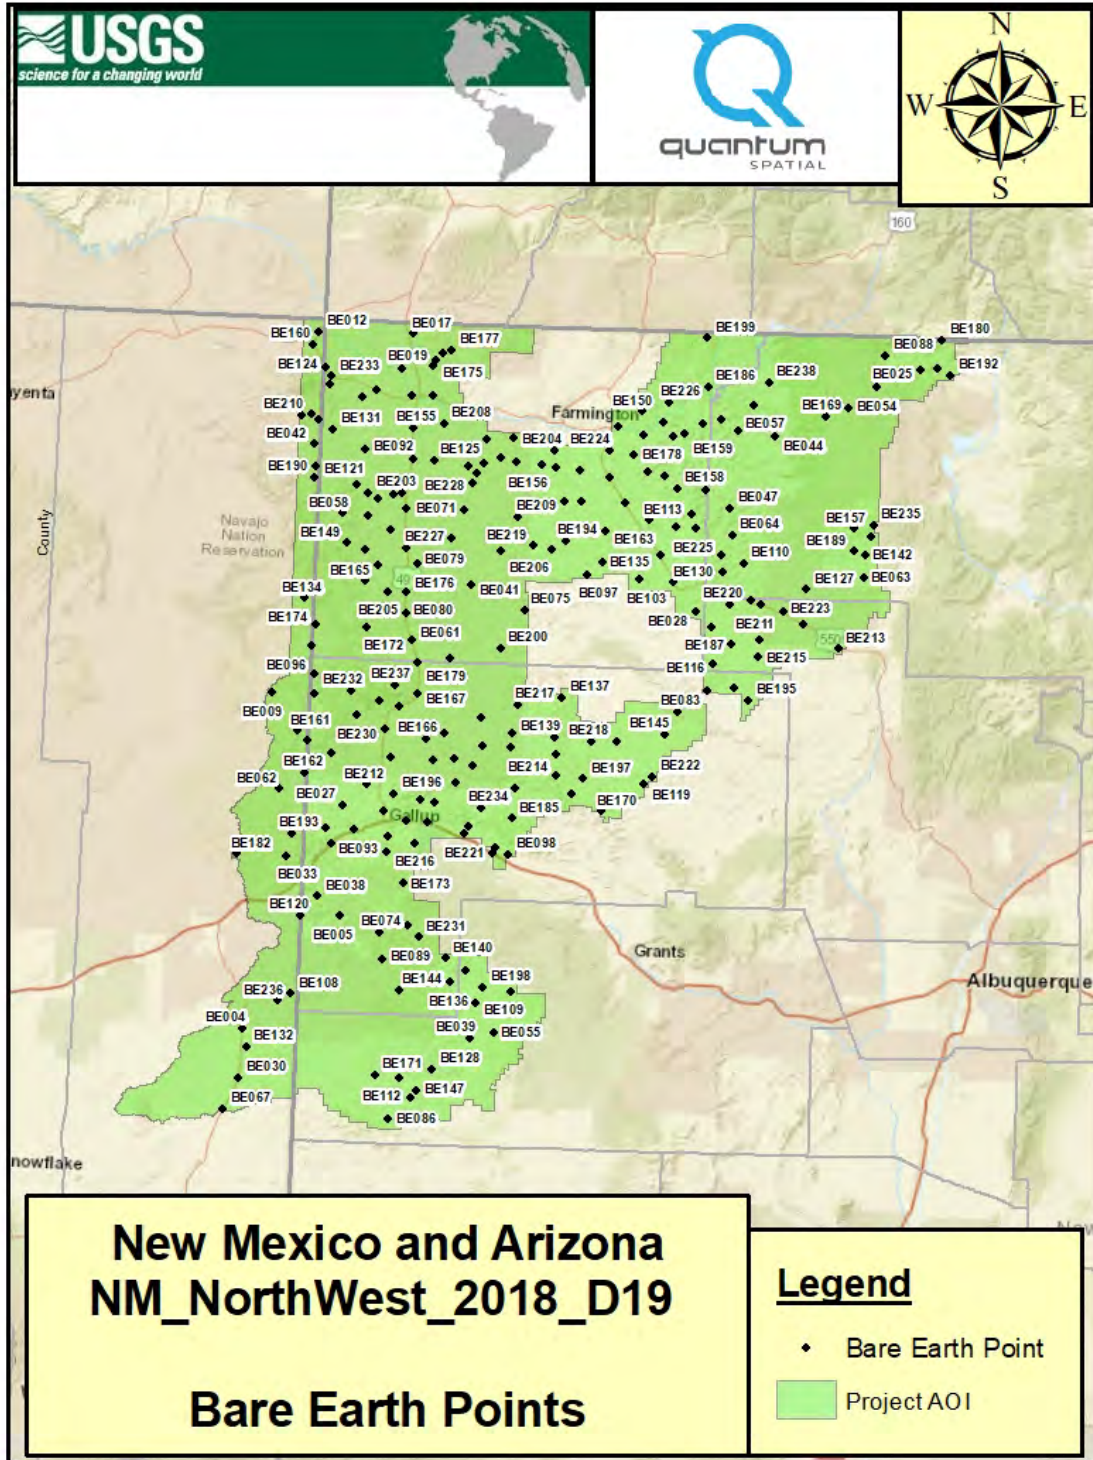 USGS
science for a changing world
quantum
SPATIAL
N
W E
S
160
BE012
BE017
BE160
BE177
BE199
BE180
BE088
BE124
BE233
BE019
BE175
BE025
BE192
BE186
BE238
yenta
BE226
BE150
BE210
BE131
BE155
BE208
Farmington
BE169
BE054
BE057
BE042
BE092
BE125
BE204
BE224
BE178
BE159
BE044
BE190
BE121
BE203
BE228
BE156
BE158
BE058
BE071
BE209
BE113
BE047
Navajo
Nation
Reservation
County
BE149
BE227
BE219
BE194
BE163
BE064
BE157
BE235
BE189
BE142
BE079
BE225
BE110
BE165
49
BE176
BE206
BE135
BE130
BE127
BE063
BE134
BE041
BE097
BE103
BE205
BE080
BE075
BE220
BE223
BE174
BE061
BE028
BE211
550
BE213
BE172
BE200
BE187
BE215
BE096
BE232
BE237
BE179
BE116
BE009
BE167
BE217
BE137
BE083
BE195
BE161
BE230
BE166
BE139
BE218
BE145
BE162
BE062
BE212
BE214
BE197
BE222
BE027
BE196
BE119
BE234
BE185
BE170
Gallup
BE193
BE182
BE093
BE216
BE221
BE098
BE033
BE038
BE173
BE120
BE005
BE074
BE231
BE140
Grants
BE089
BE144
BE198
Albuquerque
BE108
BE236
BE136
BE109
BE004
BE132
BE039
BE055
BE030
BE171
BE128
BE067
BE112
BE147
BE086
nowflake
New Mexico and Arizona
NM_NorthWest_2018_D19
Bare Earth Points
Legend
Bare Earth Point
Project AOI